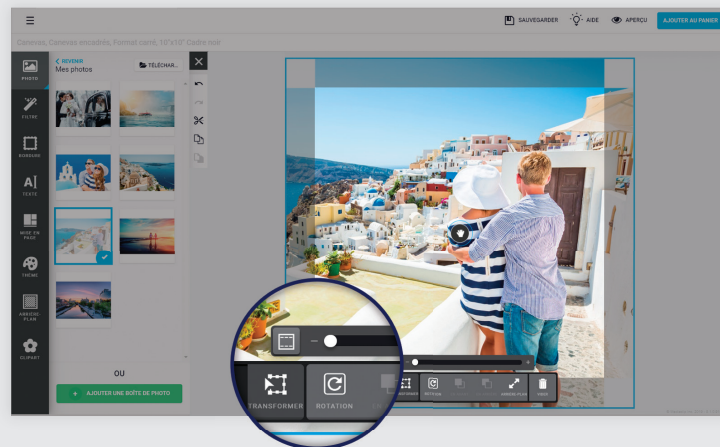 SAUVEGARDER
AIDE
APERÇU
AJOUTER AU PANIER
Canevas, Canevas encadrés, Format carré, 10"x10" Cadre noir
PHOTO
FILTRE
BORDURE
TEXTE
MISE EN
PAGE
THÈME
ARRIÈRE-
PLAN
CLIPART
REVENIR
Mes photos
TÉLÉCHAR...
OU
+ AJOUTER UNE BOÎTE DE PHOTO
TRANSFORMER
ROTATION
ROTATION
ARRIÈRE-PLAN
VIDER